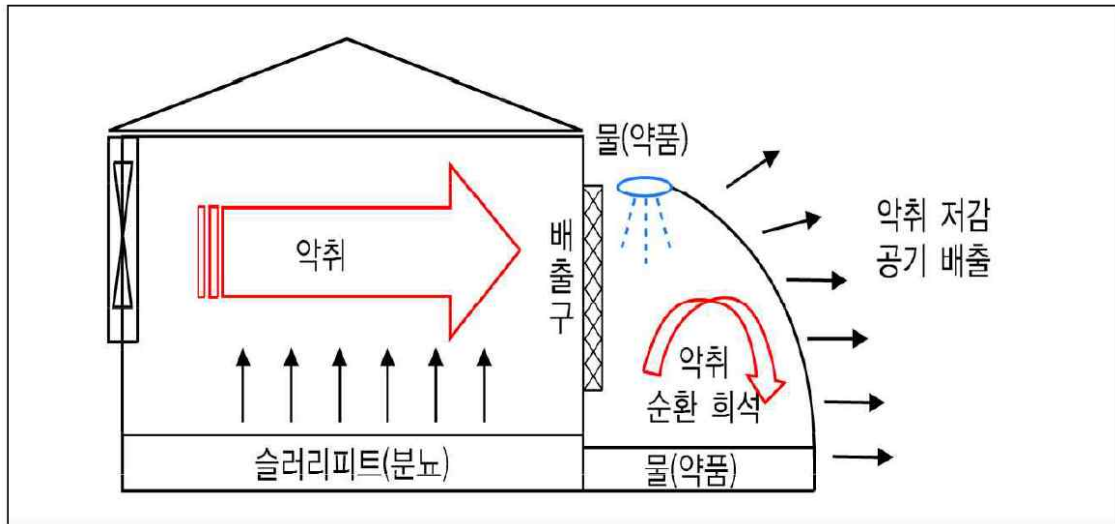 물(약품)
악취
배
출
구
악취 저감
공기 배출
악취
순환 희석
슬러리피트(분뇨)
물(약품)